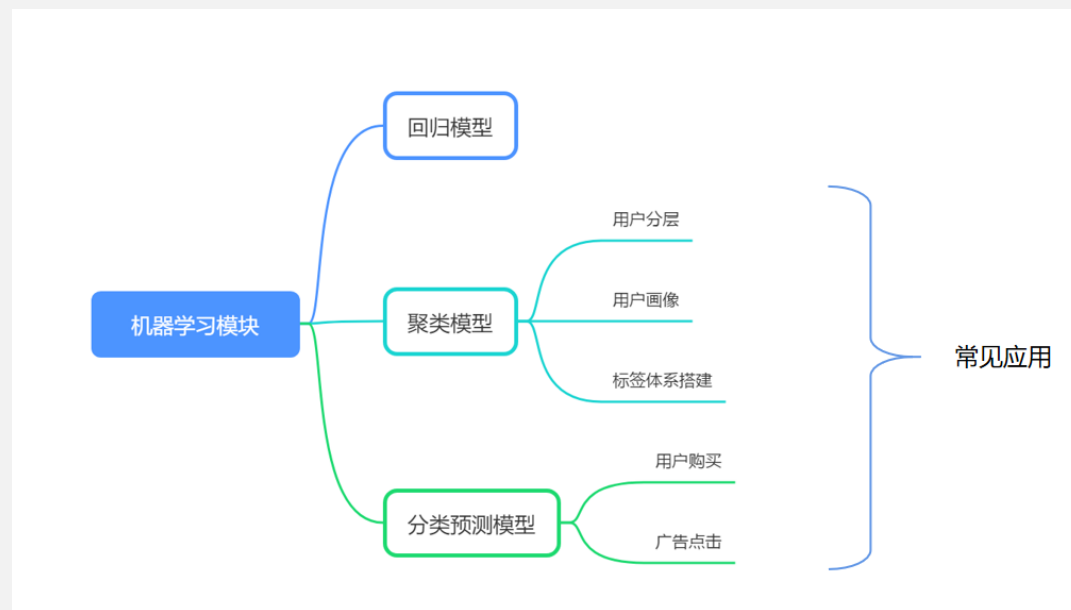 回归模型
用户分层
用户画像
机器学习模块
聚类模型
常见应用
标签体系搭建
用户购买
分类预测模型
广告点击